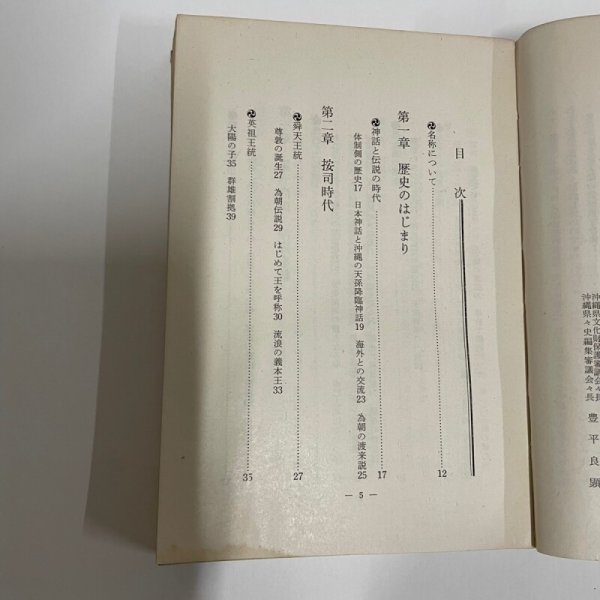 沖縄県文化財保護審議会々長
沖縄県々史編集審議会々長
豊平良顕
目次
名称について 12
第一章 歴史のはじまり
神話と伝説の時代 17
体制側の歴史17 日本神話と沖縄の天孫降臨神話19 海外との交流23 為朝の渡来説25
第二章 按司時代
舜天王統 27
尊敦の誕生27 為朝伝説29 はじめて王を呼称30 流浪の義本王33
英祖王統 35
太陽の子35 群雄割拠39
— 5 —